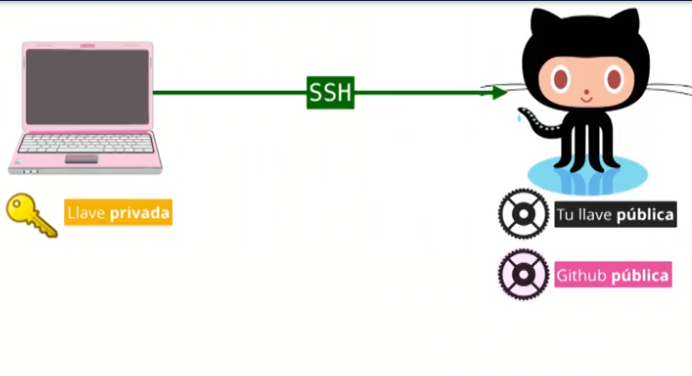 SSH
Llave privada
Tu llave pública
Github pública